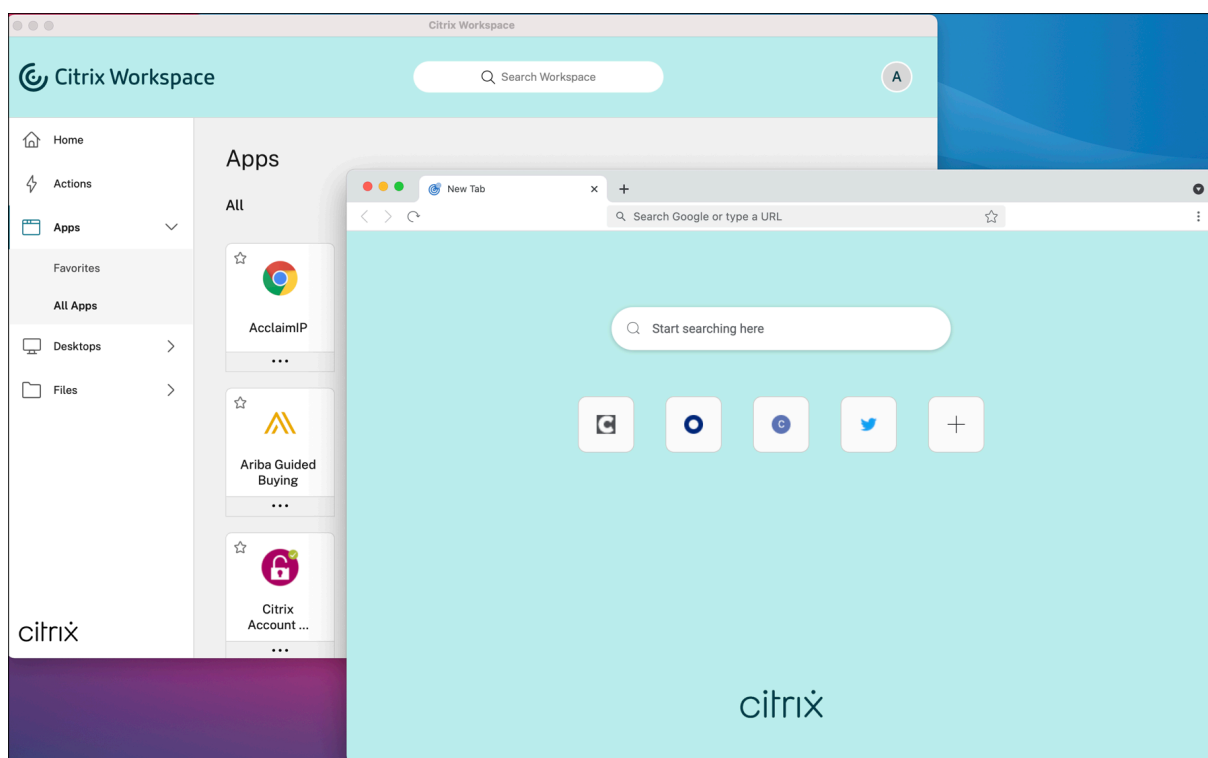 Citrix Workspace
Citrix Workspace
Search Workspace
A
Home
Actions
Apps
Favorites
All Apps
Desktops
Files
citrix
Apps
All
AcclaimIP
...
Ariba Guided
Buying
...
Citrix
Account ...
...
New Tab
Search Google or type a URL
Start searching here
C
C
citrix